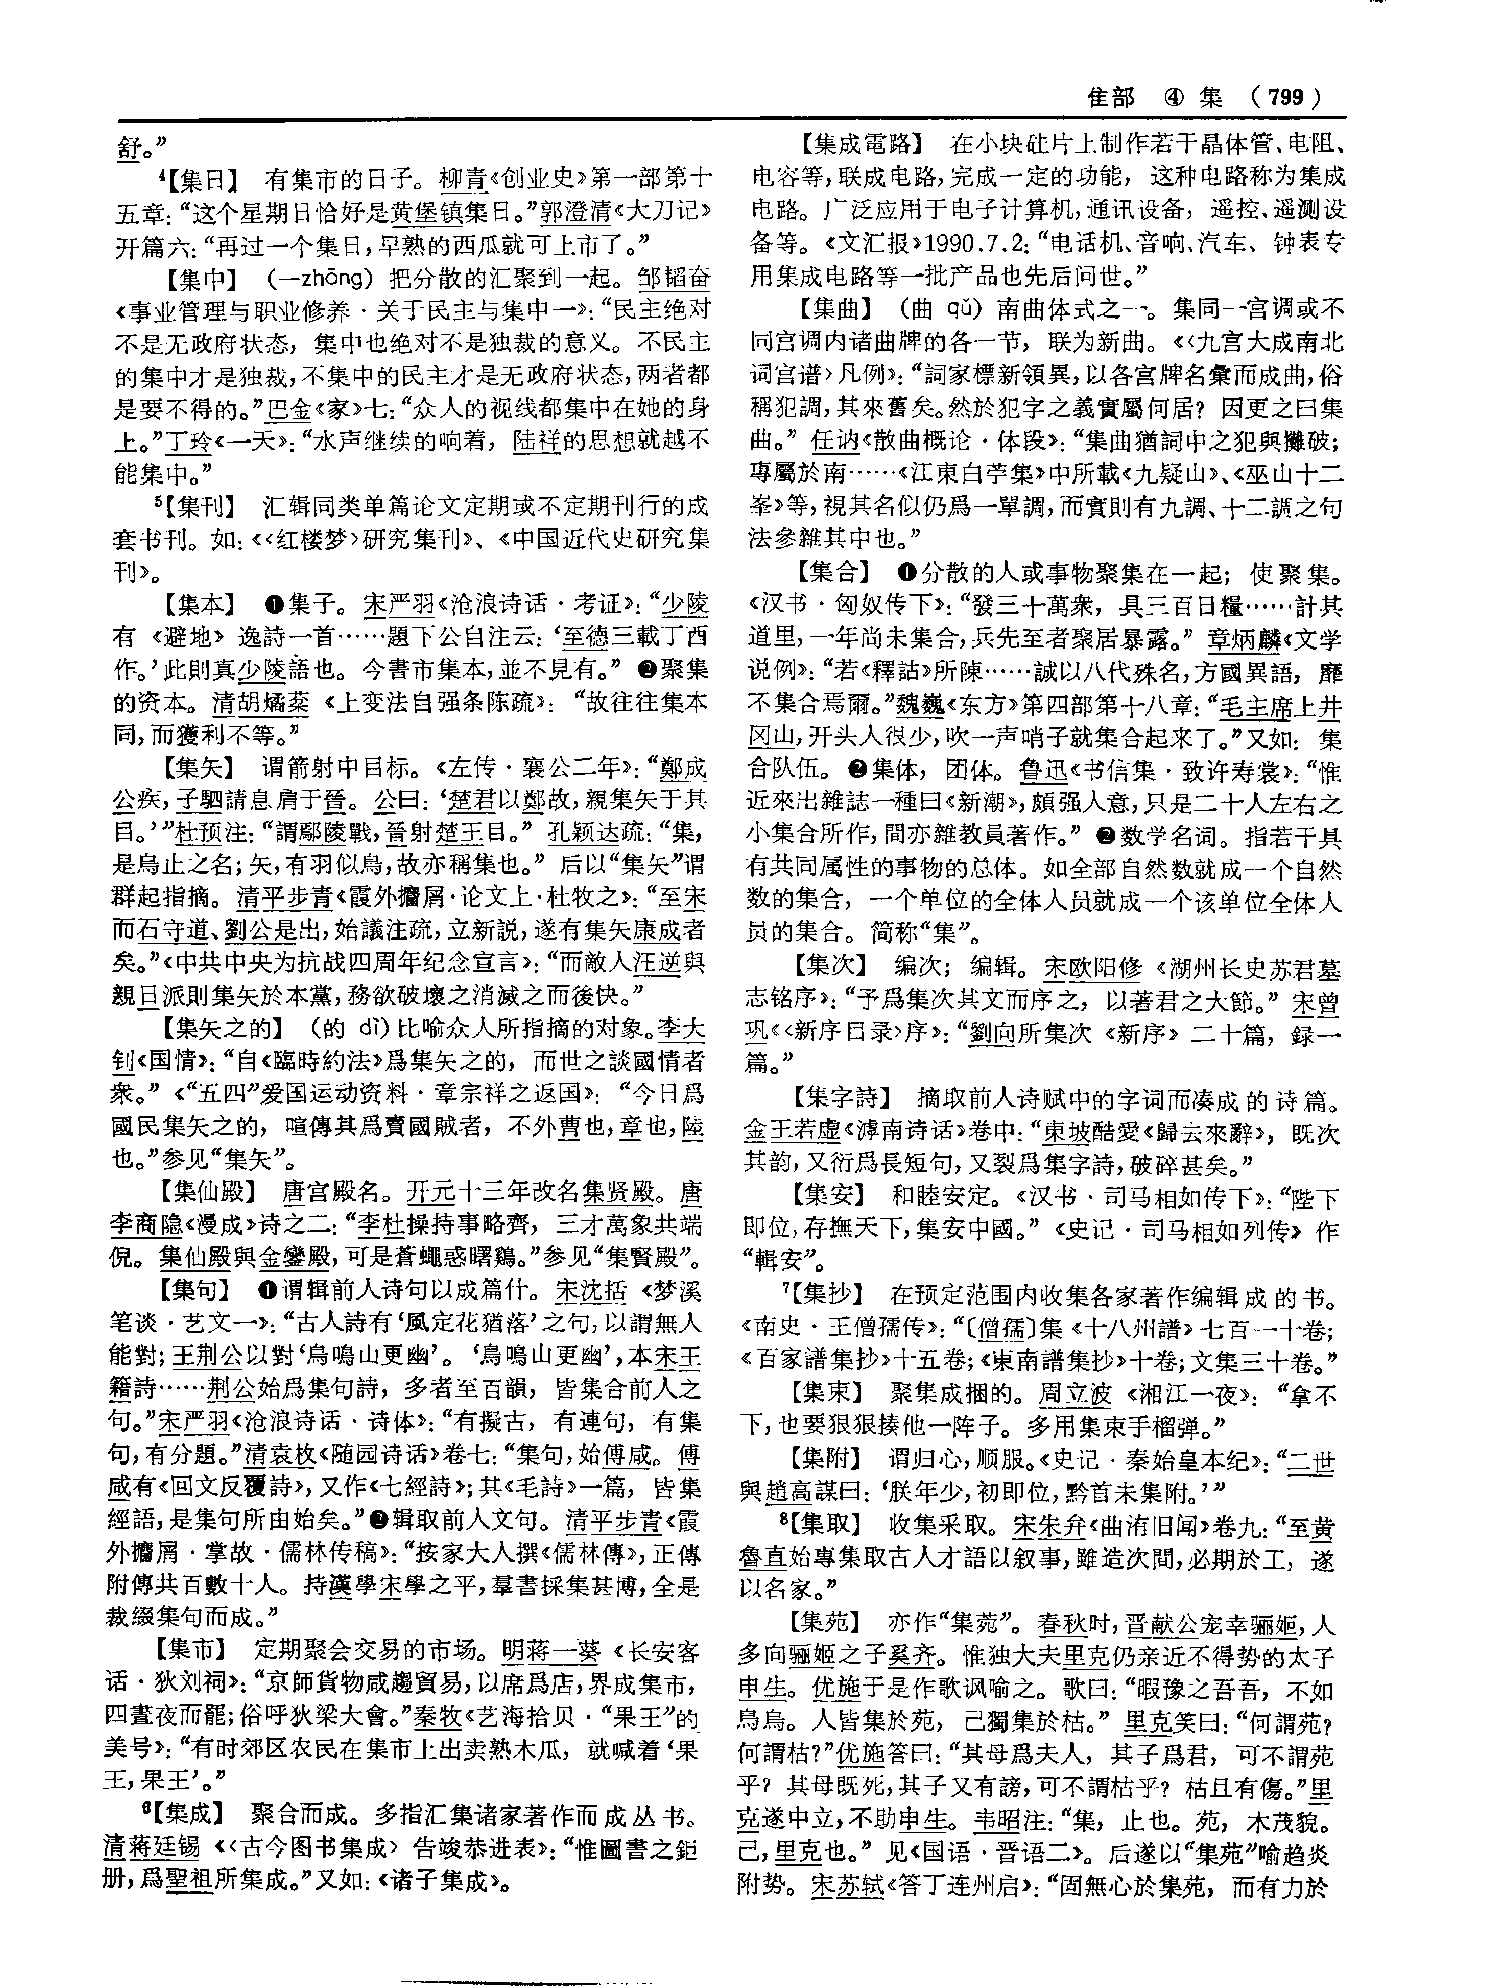 隹部 ④ 集 （799）
舒。”
4【集日】 有集市的日子。柳青《创业史》第一部第十
五章：“这个星期日恰好是黄堡镇集日。”郭澄清《大刀记》
开篇六：“再过一个集日，早熟的西瓜就可上市了。”
【集中】 （—zhōng）把分散的汇聚到一起。邹韬奋
《事业管理与职业修养·关于民主与集中一》：“民主绝对
不是无政府状态，集中也绝对不是独裁的意义。不民主
的集中才是独裁，不集中的民主才是无政府状态，两者都
是要不得的。”巴金《家》七：“众人的视线都集中在她的身
上。”丁玲《一天》：“水声继续的响着，陆祥的思想就越不
能集中。”
5【集刊】 汇辑同类单篇论文定期或不定期刊行的成
套书刊。如：《〈红楼梦〉研究集刊》、《中国近代史研究集
刊》。
【集本】 ❶集子。宋严羽《沧浪诗话·考证》：“少陵
有《避地》逸詩一首……題下公自注云：‘至德三載丁酉
作。’此則真少陵語也。今書市集本，並不見有。” ❷聚集
的资本。清胡燏棻《上变法自强条陈疏》：“故往往集本
同，而獲利不等。”
【集矢】 谓箭射中目标。《左传·襄公二年》：“鄭成
公疾，子駟請息肩于晉。公曰：‘楚君以鄭故，親集矢于其
目。’”杜预注：“謂鄢陵戰，晉射楚王目。” 孔颖达疏：“集，
是鳥止之名；矢，有羽似鳥，故亦稱集也。” 后以“集矢”谓
群起指摘。清平步青《霞外攟屑·论文上·杜牧之》：“至宋
而石守道、劉公是出，始議注疏，立新説，遂有集矢康成者
矣。”《中共中央为抗战四周年纪念宣言》：“而敵人汪逆與
親日派則集矢於本黨，務欲破壞之消滅之而後快。”
【集矢之的】 （的 dì）比喻众人所指摘的对象。李大
钊《国情》：“自《臨時約法》爲集矢之的，而世之談國情者
衆。”《“五四”爱国运动资料·章宗祥之返国》：“今日爲
國民集矢之的，喧傳其爲賣國賊者，不外曹也，章也，陸
也。”参见“集矢”。
【集仙殿】 唐宫殿名。开元十三年改名集贤殿。唐
李商隐《漫成》诗之二：“李杜操持事略齊，三才萬象共端
倪。集仙殿與金鑾殿，可是蒼蠅惑曙鷄。”参见“集賢殿”。
【集句】 ❶谓辑前人诗句以成篇什。宋沈括《梦溪
笔谈·艺文一》：“古人詩有‘風定花猶落’之句，以謂無人
能對；王荆公以對‘鳥鳴山更幽’。‘鳥鳴山更幽’，本宋王
籍詩……荆公始爲集句詩，多者至百韻，皆集合前人之
句。”宋严羽《沧浪诗话·诗体》：“有擬古，有連句，有集
句，有分題。”清袁枚《随园诗话》卷七：“集句，始傅咸。傅
咸有《回文反覆詩》，又作《七經詩》；其《毛詩》一篇，皆集
經語，是集句所由始矣。”❷辑取前人文句。清平步青《霞
外攟屑·掌故·儒林传稿》：“按家大人撰《儒林傳》，正傳
附傳共百數十人。持漢學宋學之平，羣書採集甚博，全是
裁綴集句而成。”
【集市】 定期聚会交易的市场。明蒋一葵《长安客
话·狄刘祠》：“京師貨物咸趨貿易，以席爲店，界成集市，
四晝夜而罷；俗呼狄梁大會。”秦牧《艺海拾贝·“果王”的
美号》：“有时郊区农民在集市上出卖熟木瓜，就喊着‘果
王，果王’。”
6【集成】 聚合而成。多指汇集诸家著作而成丛书。
清蒋廷锡《〈古今图书集成〉告竣恭进表》：“惟圖書之鉅
册，爲聖祖所集成。”又如：《诸子集成》。
【集成電路】 在小块硅片上制作若干晶体管、电阻、
电容等，联成电路，完成一定的功能，这种电路称为集成
电路。广泛应用于电子计算机，通讯设备，遥控、遥测设
备等。《文汇报》1990.7.2：“电话机、音响、汽车、钟表专
用集成电路等一批产品也先后问世。”
【集曲】 （曲 qǔ）南曲体式之一。集同一宫调或不
同宫调内诸曲牌的各一节，联为新曲。《〈九宫大成南北
词宫谱〉凡例》：“詞家標新領異，以各宫牌名彙而成曲，俗
稱犯調，其來舊矣。然於犯字之義實屬何居？因更之曰集
曲。” 任讷《散曲概论·体段》：“集曲猶詞中之犯與攤破；
專屬於南……《江東白苧集》中所載《九疑山》、《巫山十二
峯》等，視其名似仍爲一單調，而實則有九調、十二調之句
法參雜其中也。”
【集合】 ❶分散的人或事物聚集在一起；使聚集。
《汉书·匈奴传下》：“發三十萬衆，具三百日糧……計其
道里，一年尚未集合，兵先至者聚居暴露。” 章炳麟《文学
说例》：“若《釋詁》所陳……誠以八代殊名，方國異語，靡
不集合焉爾。”魏巍《东方》第四部第十八章：“毛主席上井
冈山，开头人很少，吹一声哨子就集合起来了。”又如：集
合队伍。 ❷集体，团体。鲁迅《书信集·致许寿裳》：“惟
近來出雜誌一種曰《新潮》，頗强人意，只是二十人左右之
小集合所作，間亦雜教員著作。” ❷数学名词。指若干具
有共同属性的事物的总体。如全部自然数就成一个自然
数的集合，一个单位的全体人员就成一个该单位全体人
员的集合。简称“集”。
【集次】 编次；编辑。宋欧阳修《湖州长史苏君墓
志铭序》：“予爲集次其文而序之，以著君之大節。” 宋曾
巩《〈新序目录〉序》：“劉向所集次《新序》二十篇，録一
篇。”
【集字詩】 摘取前人诗赋中的字词而凑成的诗篇。
金王若虚《滹南诗话》卷中：“東坡酷愛《歸去來辭》，既次
其韵，又衍爲長短句，又裂爲集字詩，破碎甚矣。”
【集安】 和睦安定。《汉书·司马相如传下》：“陛下
即位，存撫天下，集安中國。”《史记·司马相如列传》作
“輯安”。
7【集抄】 在预定范围内收集各家著作编辑成的书。
《南史·王僧孺传》：“〔僧孺〕集《十八州譜》七百一十卷；
《百家譜集抄》十五卷；《東南譜集抄》十卷；文集三十卷。”
【集束】 聚集成捆的。周立波《湘江一夜》：“拿不
下，也要狠狠揍他一阵子。多用集束手榴弹。”
【集附】 谓归心，顺服。《史记·秦始皇本纪》：“二世
與趙高謀曰：‘朕年少，初即位，黔首未集附。’”
8【集取】 收集采取。宋朱弁《曲洧旧闻》卷九：“至黄
魯直始專集取古人才語以叙事，雖造次間，必期於工，遂
以名家。”
【集苑】 亦作“集菀”。春秋时，晋献公宠幸骊姬，人
多向骊姬之子奚齐。惟独大夫里克仍亲近不得势的太子
申生。优施于是作歌讽喻之。歌曰：“暇豫之吾吾，不如
鳥烏。人皆集於苑，己獨集於枯。” 里克笑曰：“何謂苑？
何謂枯？”优施答曰：“其母爲夫人，其子爲君，可不謂苑
乎？其母既死，其子又有謗，可不謂枯乎？枯且有傷。”里
克遂中立，不助申生。韦昭注：“集，止也。苑，木茂貌。
己，里克也。” 见《国语·晋语二》。后遂以“集苑”喻趋炎
附势。宋苏轼《答丁连州启》：“固無心於集苑，而有力於